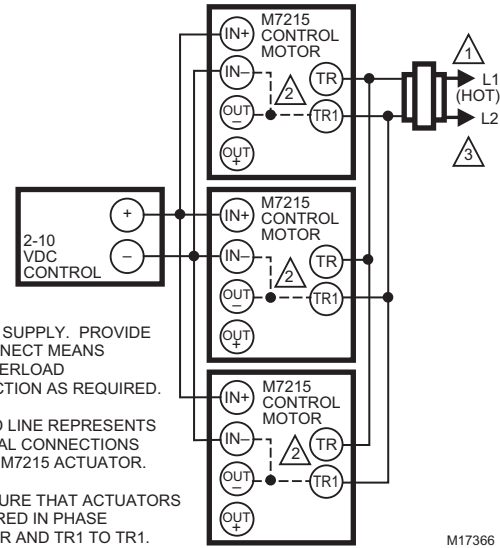 M7215
CONTROL
MOTOR
IN+
IN–
OUT
–
OUT
+
TR
TR1
2
1
L1
(HOT)
L2
3
2-10
VDC
CONTROL
+
–
M7215
CONTROL
MOTOR
IN+
IN–
OUT
–
OUT
+
TR
TR1
2
M7215
CONTROL
MOTOR
IN+
IN–
OUT
–
OUT
+
TR
TR1
2
SUPPLY. PROVIDE
NECT MEANS
ERLOAD
CTION AS REQUIRED.
LINE REPRESENTS
AL CONNECTIONS
M7215 ACTUATOR.
URE THAT ACTUATORS
RED IN PHASE
R AND TR1 TO TR1.
M17366